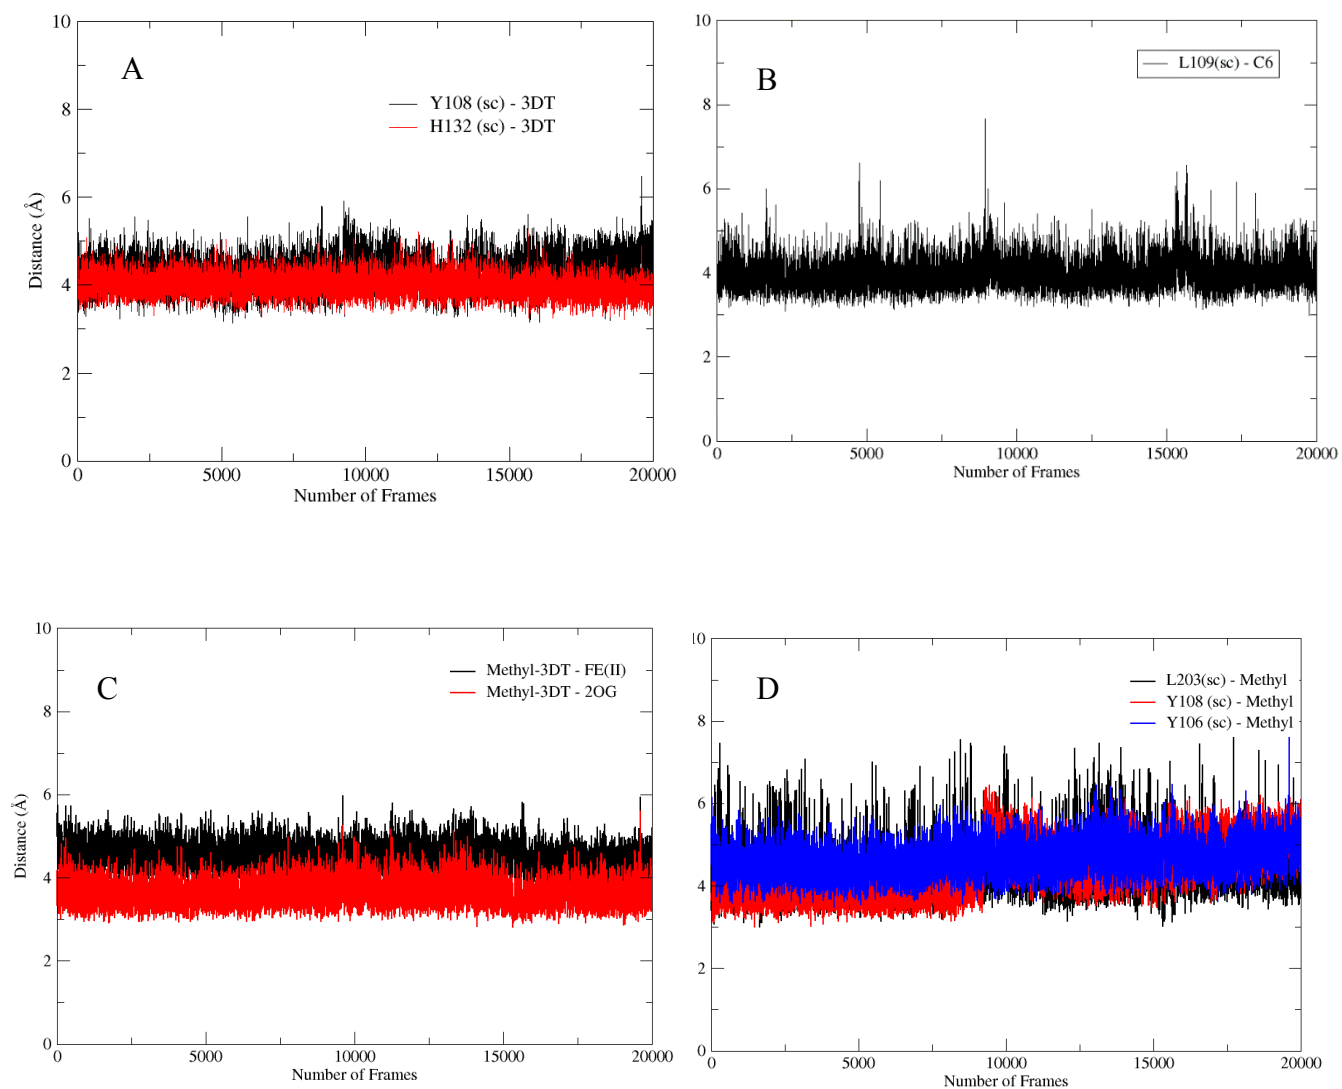 A
Y108 (sc) - 3DT
H132 (sc) - 3DT
Distance (Å)
10
8
6
4
2
0
0 5000 10000 15000 20000
Number of Frames
B
L109(sc) - C6
10
8
6
4
2
0
0 5000 10000 15000 20000
Number of Frames
C
Methyl-3DT - FE(II)
Methyl-3DT - 2OG
Distance (Å)
10
8
6
4
2
0
0 5000 10000 15000 20000
Number of Frames
D
L203(sc) - Methyl
Y108 (sc) - Methyl
Y106 (sc) - Methyl
10
8
6
4
2
0
0 5000 10000 15000 20000
Number of Frames